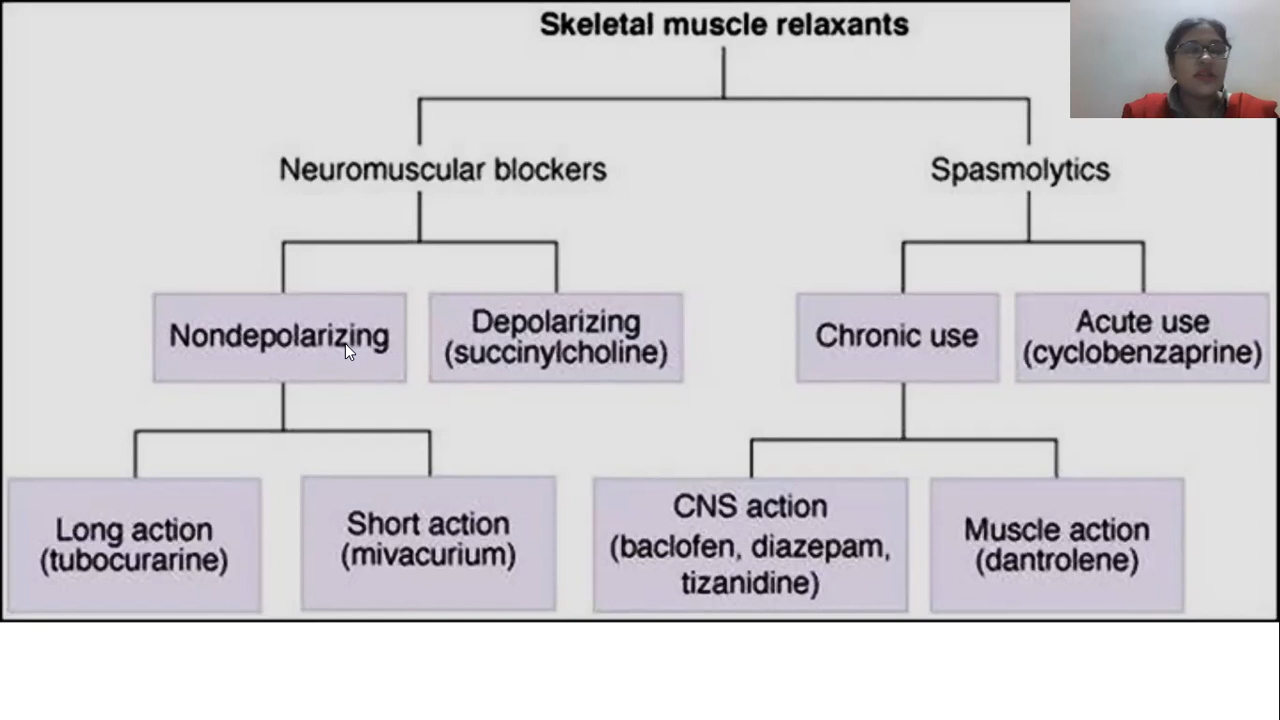 Skeletal muscle relaxants
Neuromuscular blockers
Spasmolytics
Nondepolarizing
Depolarizing
(succinylcholine)
Chronic use
Acute use
(cyclobenzaprine)
Long action
(tubocurarine)
Short action
(mivacurium)
CNS action
(baclofen, diazepam,
tizanidine)
Muscle action
(dantrolene)